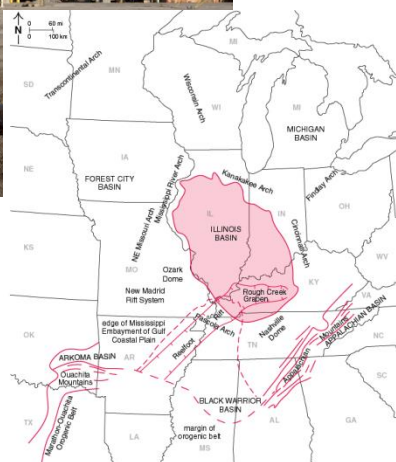 N
0 60 mi
0 100 km
MI
MN
SD
Transcontinental Arch
Wisconsin Arch
WI
MI
MICHIGAN
BASIN
IA
NE
FOREST CITY
BASIN
Mississippi River Arch
Kankakee Arch
Findlay Arch
OH
NE Missouri Arch
IL
IN
ILLINOIS
BASIN
Cincinnati Arch
KS
MO
WV
Ozark
Dome
Rough Creek
Graben
KY
VA
New Madrid
Rift System
Rift
Pascola Arch
Nashville
Dome
edge of Mississippi
Embayment of Gulf
Coastal Plain
Reelfoot
TN
Appalachian
Mountains
APPALACHIAN BASIN
NC
OK
ARKOMA BASIN
AR
Ouachita
Mountains
SC
BLACK WARRIOR
BASIN
TX
Marathon-Ouachita
Orogenic Belt
LA
MS
margin of
orogenic belt
AL
GA